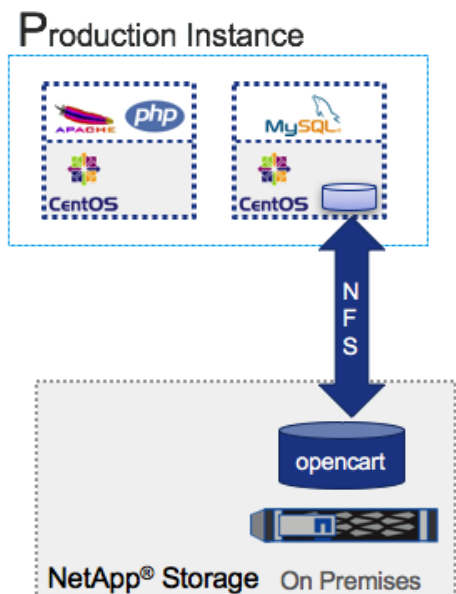 Production Instance
APACHE php
MySQL®
CentOS
CentOS
N
F
S
opencart
NetApp® Storage On Premises